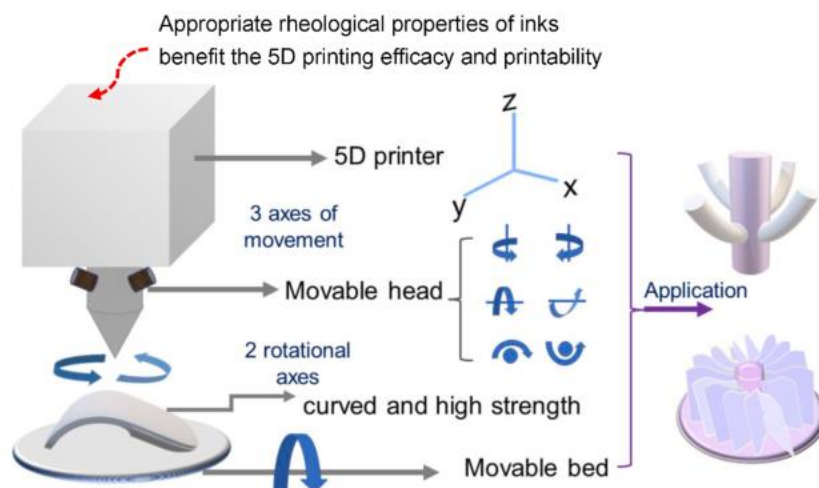 Appropriate rheological properties of inks
benefit the 5D printing efficacy and printability
5D printer
z
y
x
3 axes of
movement
Movable head
Application
2 rotational
axes
curved and high strength
Movable bed